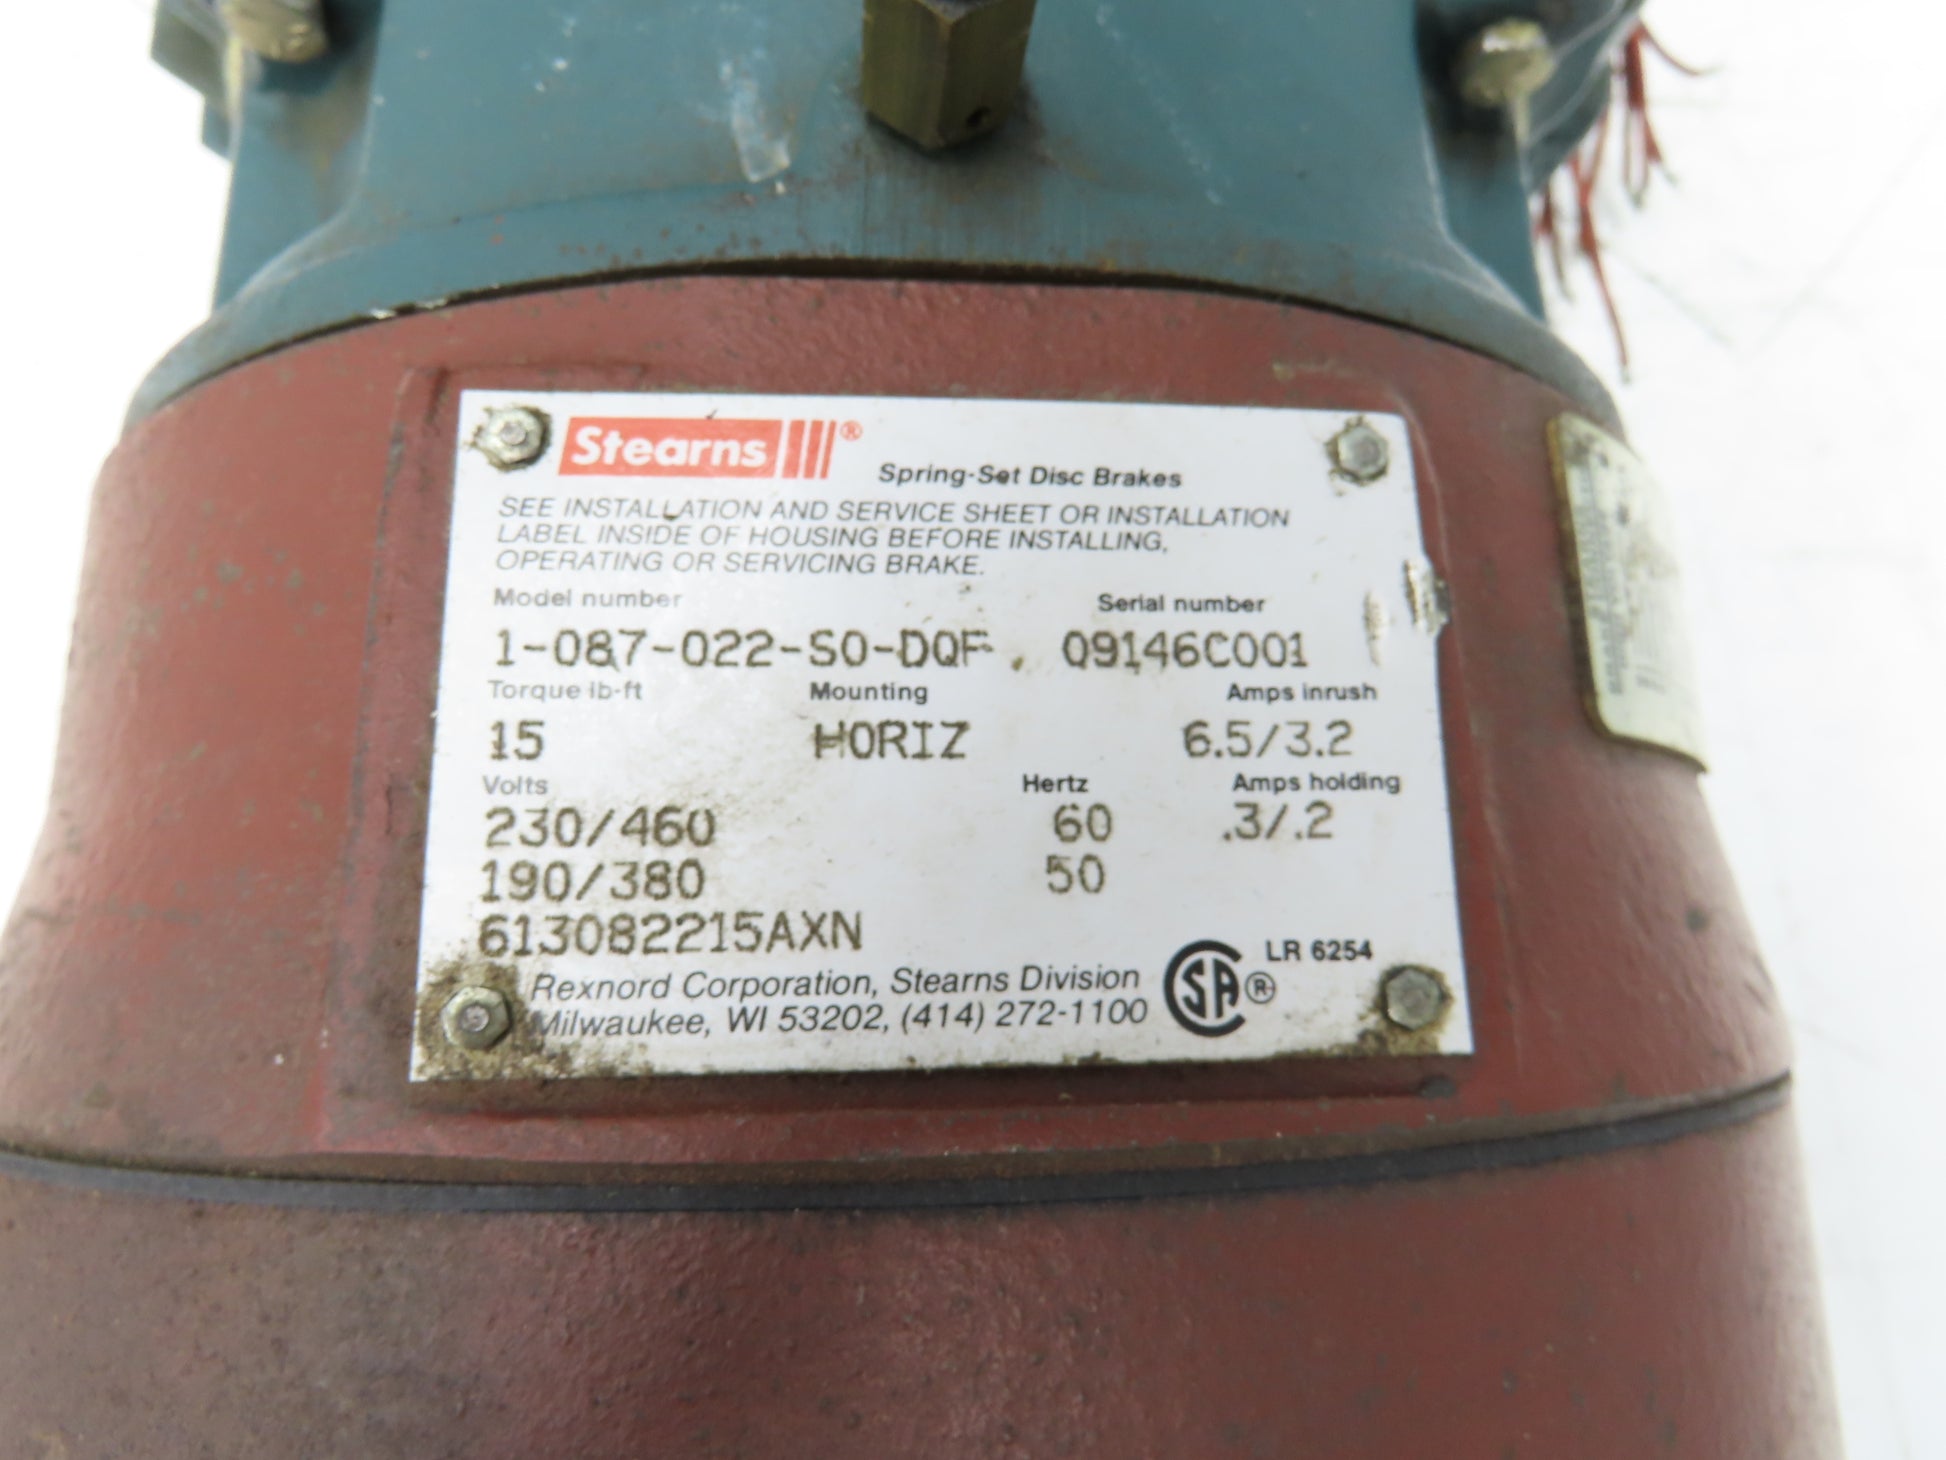 Stearns ®
Spring-Set Disc Brakes
SEE INSTALLATION AND SERVICE SHEET OR INSTALLATION
LABEL INSIDE OF HOUSING BEFORE INSTALLING,
OPERATING OR SERVICING BRAKE.
Model number Serial number
1-087-022-S0-DQF 09146C001
Torque lb-ft Mounting Amps inrush
15 HORIZ 6.5/3.2
Volts Hertz Amps holding
230/460 60 .3/.2
190/380 50
613082215AXN
LR 6254
Rexnord Corporation, Stearns Division
Milwaukee, WI 53202, (414) 272-1100
SA ®